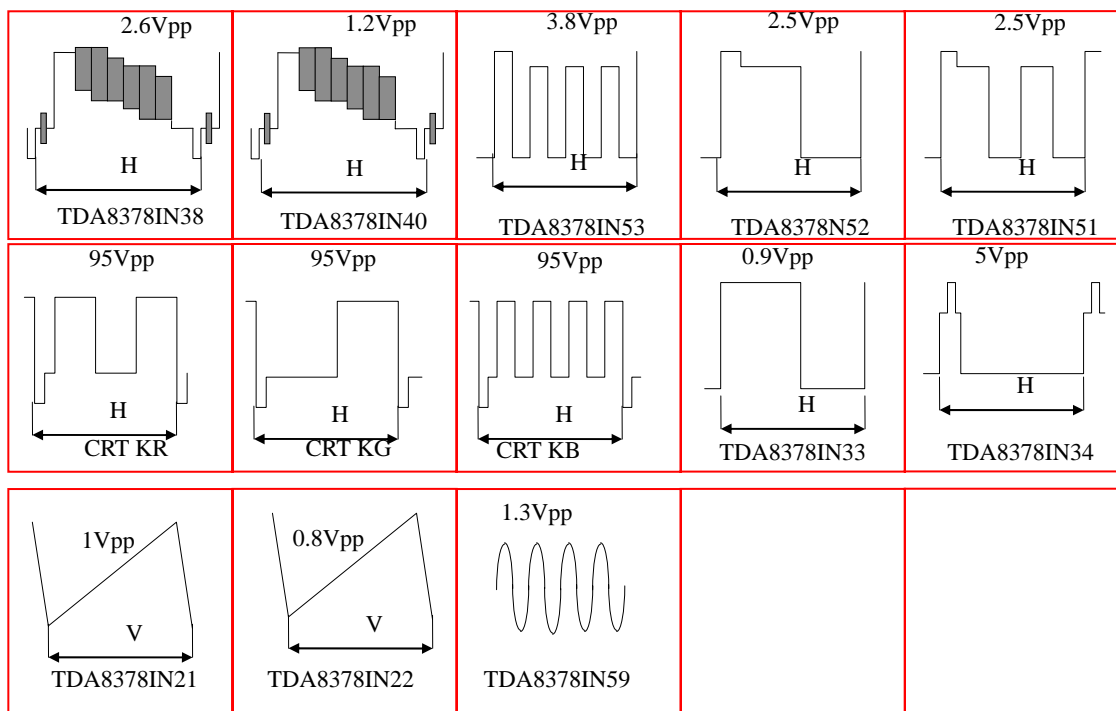 2.6Vpp
H
TDA8378IN38
1.2Vpp
H
TDA8378IN40
3.8Vpp
H
TDA8378IN53
2.5Vpp
H
TDA8378N52
2.5Vpp
H
TDA8378IN51
95Vpp
H
CRT KR
95Vpp
H
CRT KG
95Vpp
H
CRT KB
0.9Vpp
H
TDA8378IN33
5Vpp
H
TDA8378IN34
1Vpp
V
TDA8378IN21
0.8Vpp
V
TDA8378IN22
1.3Vpp
TDA8378IN59